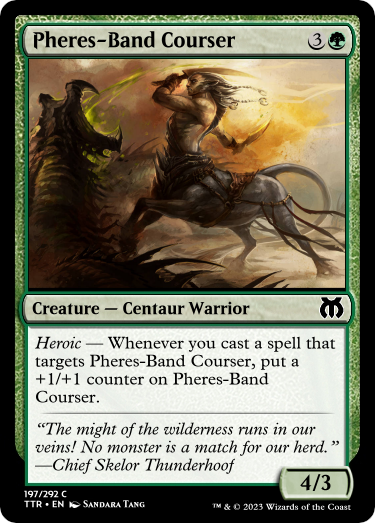 Pheres-Band Courser 3
Creature — Centaur Warrior
Heroic — Whenever you cast a spell that
targets Pheres-Band Courser, put a
+1/+1 counter on Pheres-Band
Courser.
“The might of the wilderness runs in our
veins! No monster is a match for our herd.”
—Chief Skelor Thunderhoof
4/3
197/292 C
TTR • EN Sandara Tang ™ & © 2023 Wizards of the Coast